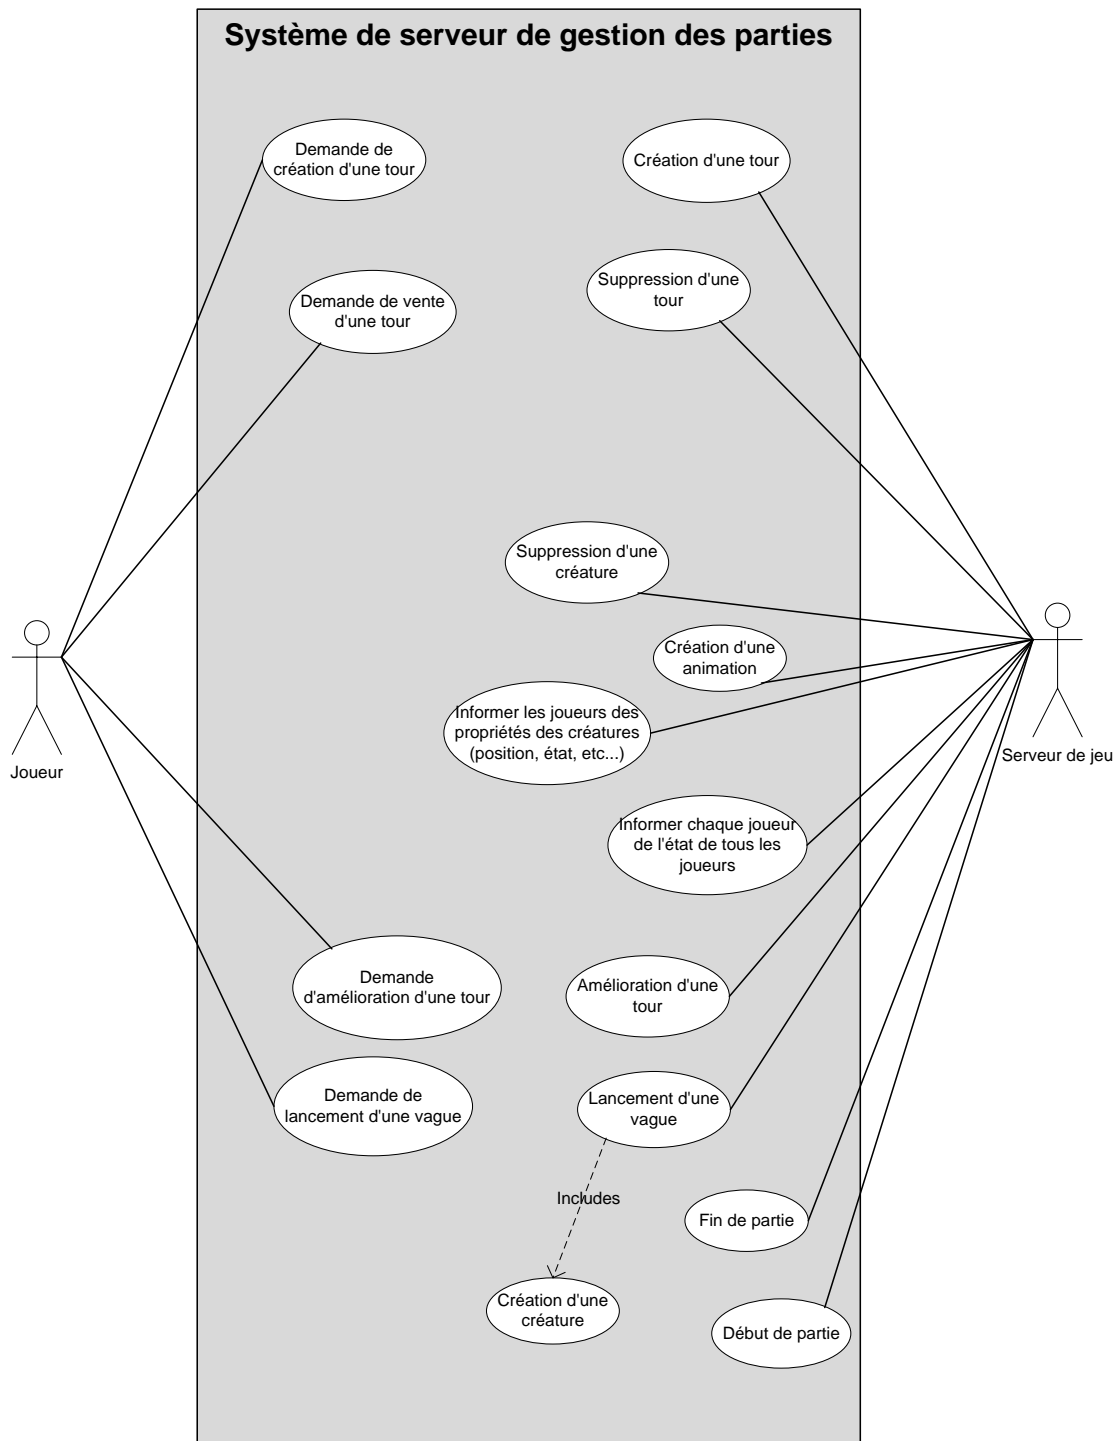 Système de serveur de gestion des parties
Demande de
création d'une tour
Création d'une tour
Suppression d'une
tour
Demande de vente
d'une tour
Suppression d'une
créature
Création d'une
animation
Informer les joueurs des
propriétés des créatures
(position, état, etc...)
Joueur
Serveur de jeu
Informer chaque joueur
de l'état de tous les
joueurs
Demande
d'amélioration d'une tour
Amélioration d'une
tour
Demande de
lancement d'une vague
Lancement d'une
vague
Includes
Fin de partie
Création d'une
créature
Début de partie